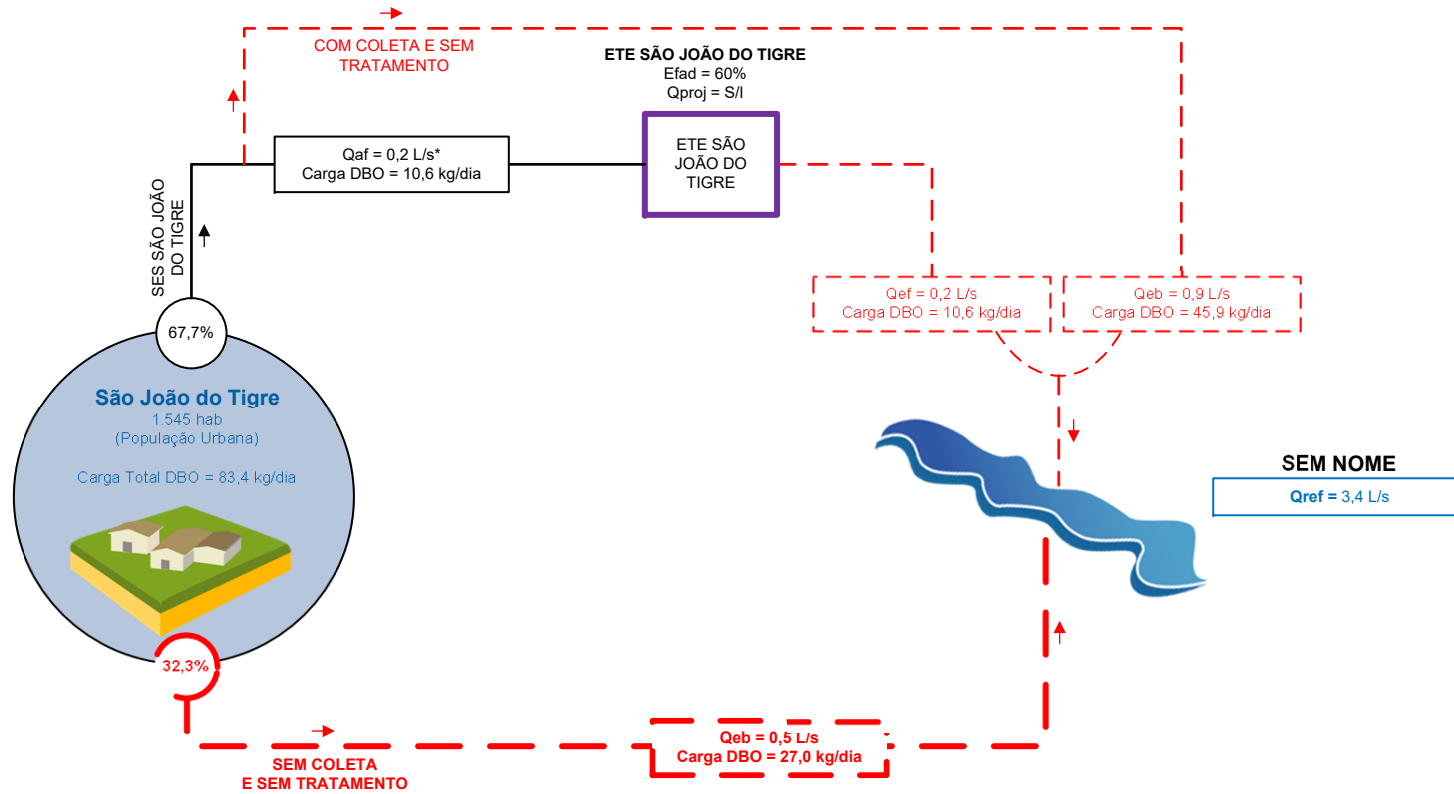 COM COLETA E SEM
TRATAMENTO
ETE SÃO JOÃO DO TIGRE
Efad = 60%
Qproj = S/I
Qaf = 0,2 L/s*
Carga DBO = 10,6 kg/dia
ETE SÃO
JOÃO DO
TIGRE
SES SÃO JOÃO
DO TIGRE
Qef = 0,2 L/s
Carga DBO = 10,6 kg/dia
Qeb = 0,9 L/s
Carga DBO = 45,9 kg/dia
67,7%
São João do Tigre
1.545 hab
(População Urbana)
Carga Total DBO = 83,4 kg/dia
SEM NOME
Qref = 3,4 L/s
32,3%
Qeb = 0,5 L/s
Carga DBO = 27,0 kg/dia
SEM COLETA
E SEM TRATAMENTO